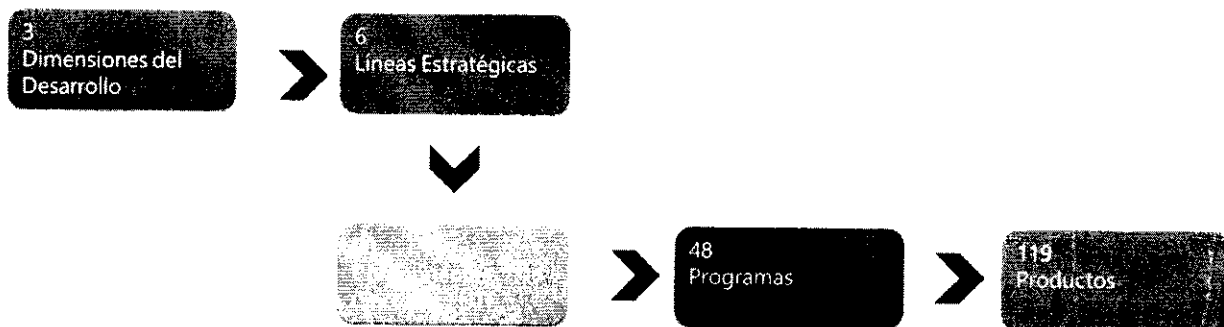 3
Dimensiones del
Desarrollo
6
Líneas Estratégicas
48
Programas
119
Productos